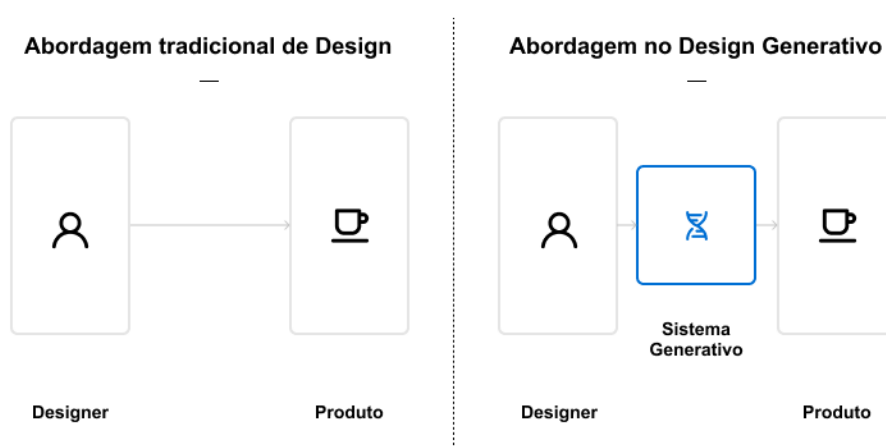 Abordagem tradicional de Design
Abordagem no Design Generativo
Sistema
Generativo
Designer
Produto
Designer
Produto